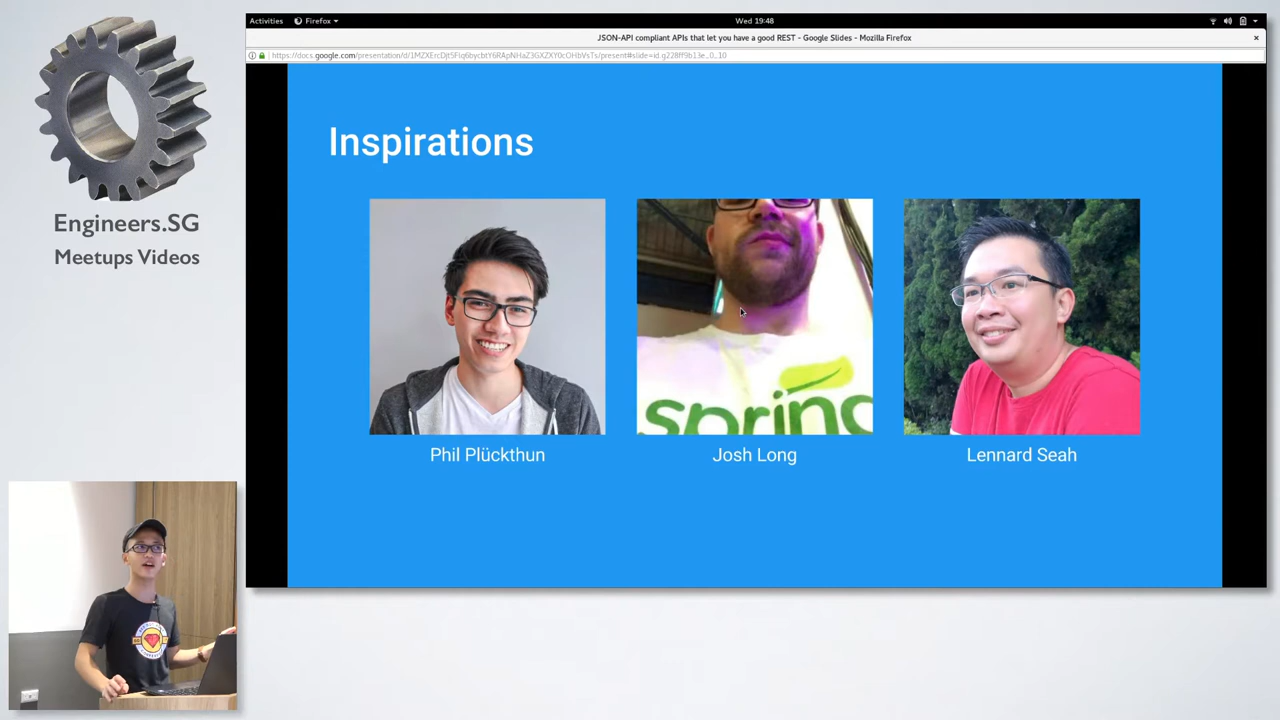 Activities
Firefox
Wed 19:48
JSON-API compliant APIs that let you have a good REST - Google Slides - Mozilla Firefox
Inspirations
spring
Phil Plückthun
Josh Long
Lennard Seah
Engineers.SG
Meetups Videos